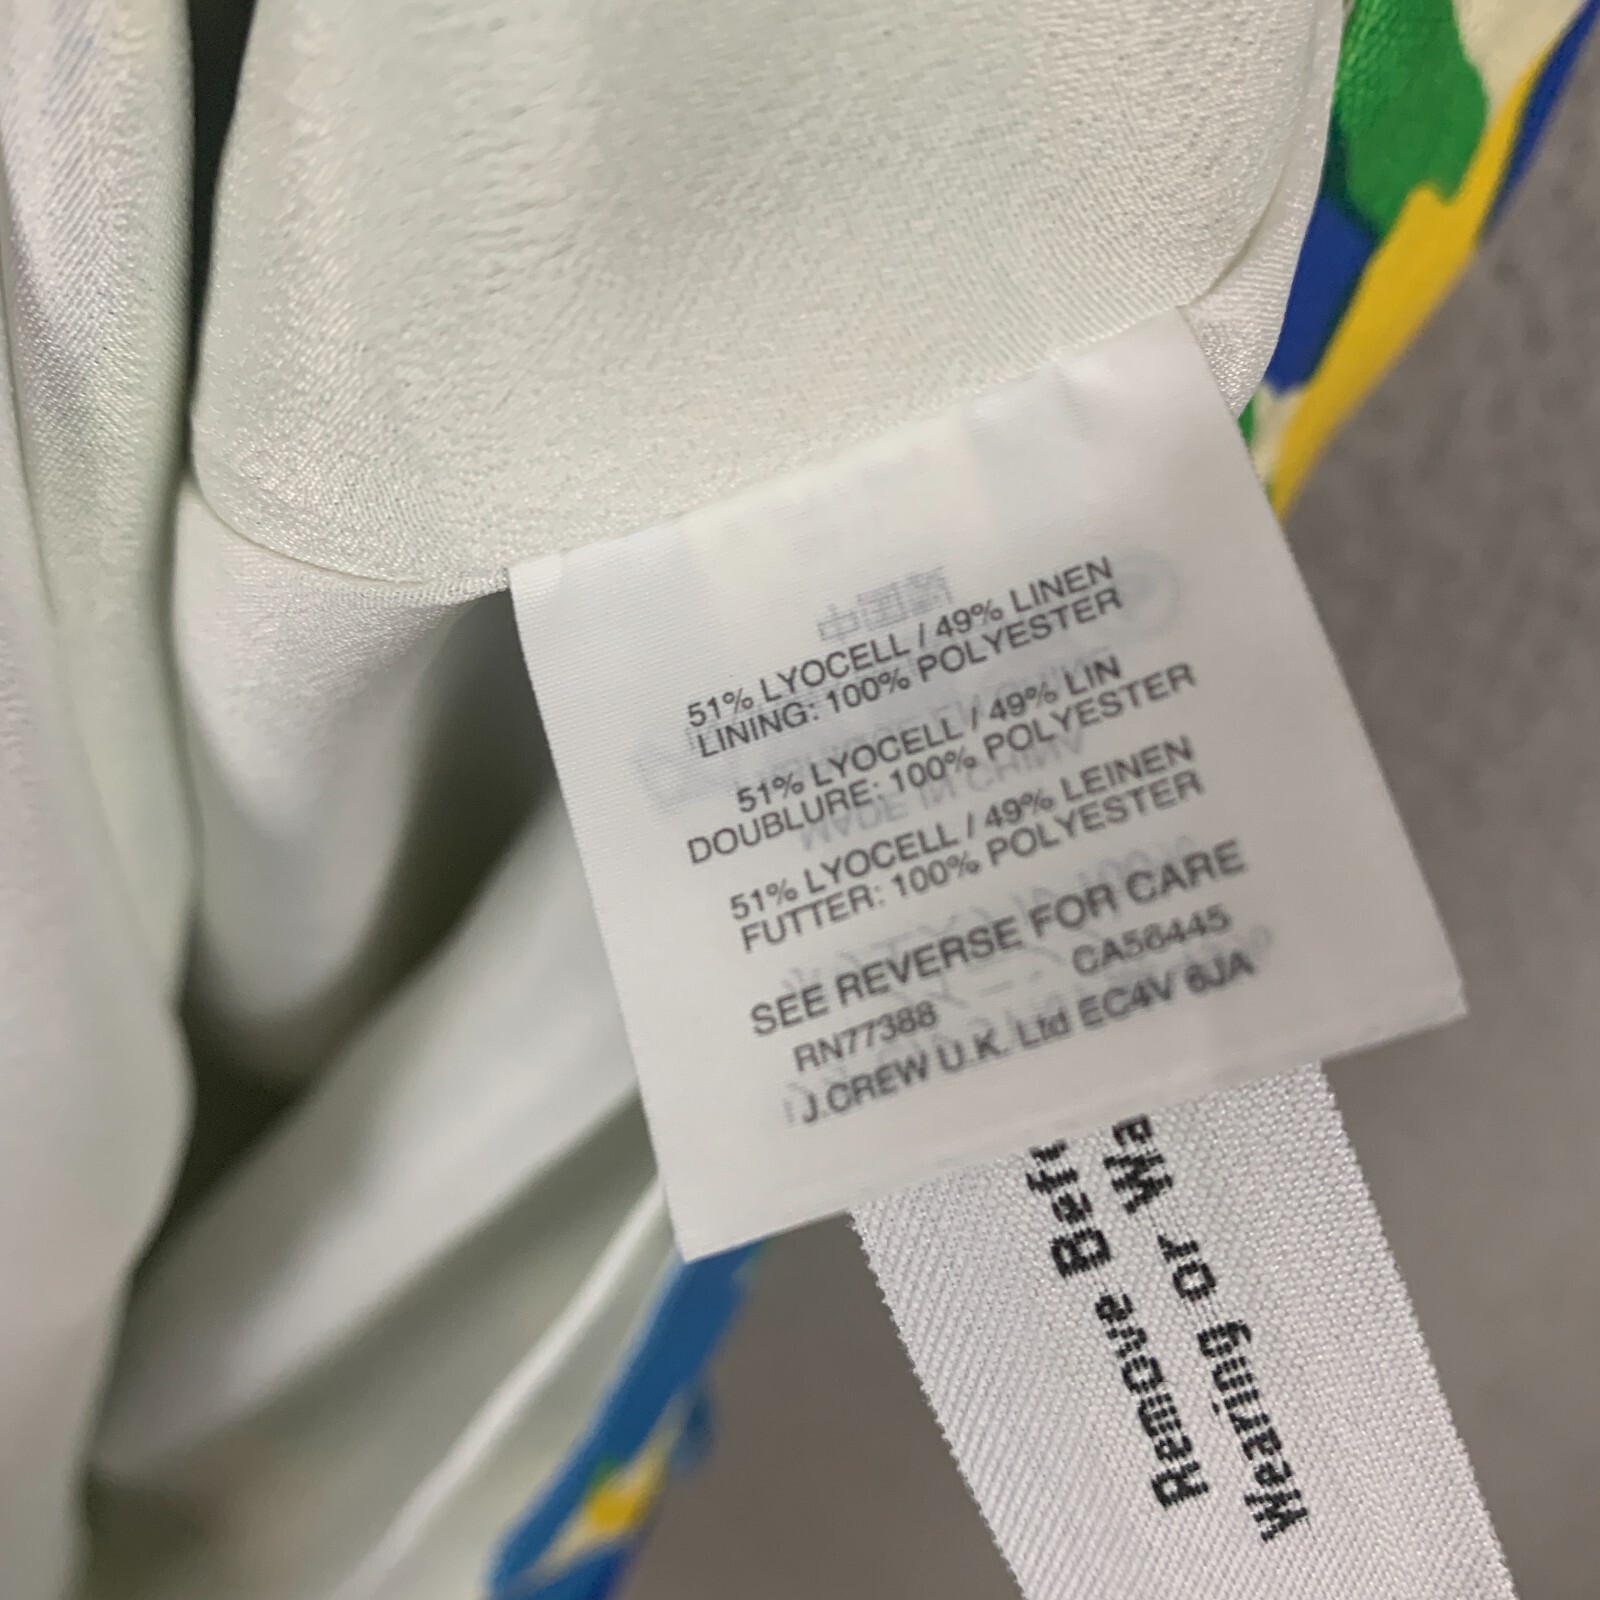 51% LYOCELL / 49% LINEN
LINING: 100% POLYESTER
51% LYOCELL / 49% LIN
DOUBLURE: 100% POLYESTER
51% LYOCELL / 49% LEINEN
FUTTER: 100% POLYESTER
SEE REVERSE FOR CARE
RN77388 CA56445
J.CREW U.K. Ltd EC4V 6JA
Remove
Wearing or